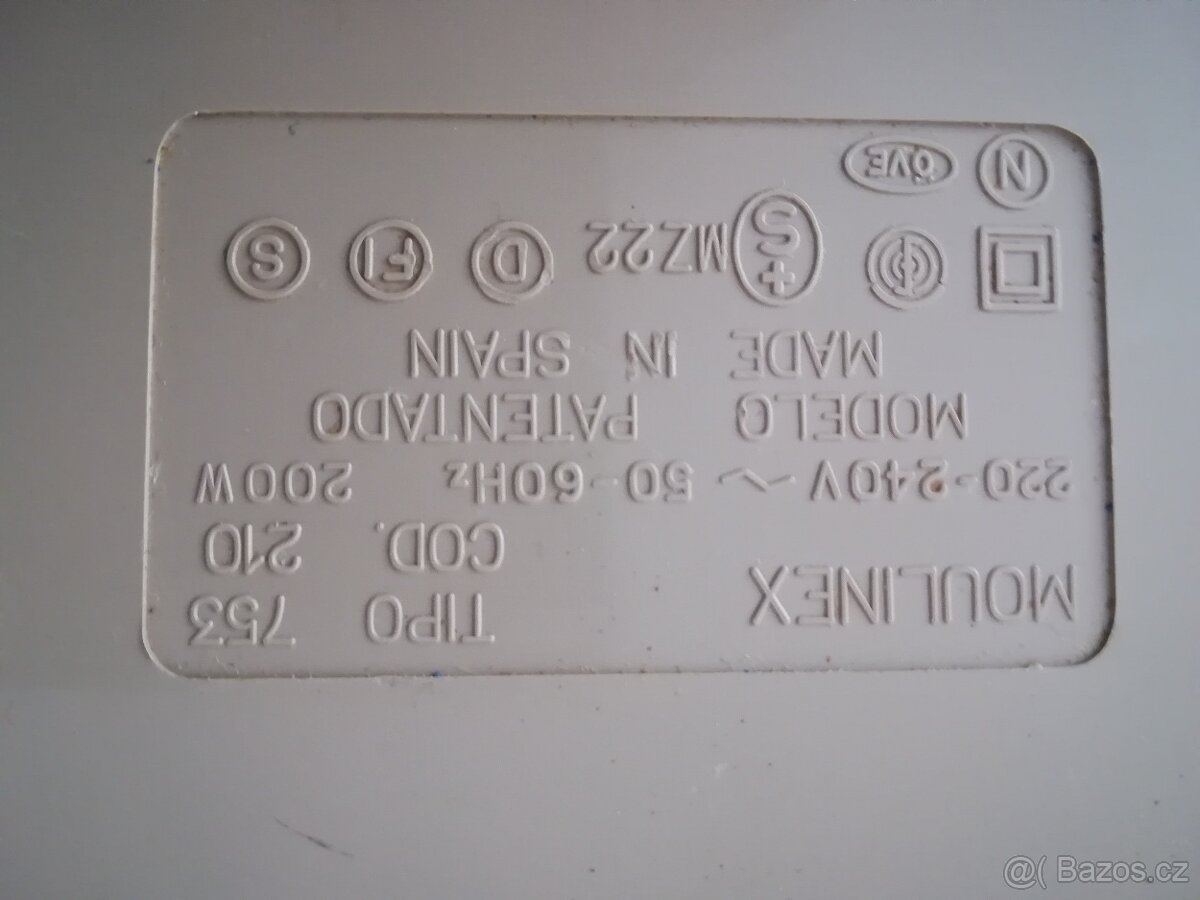 MOULINEX TIPO 753
COD. 210
220-240V ~ 50-60Hz 200W
MODELO PATENTADO
MADE IN SPAIN
+S MZ22 D FI S
N ÖVE
@( Bazos.cz